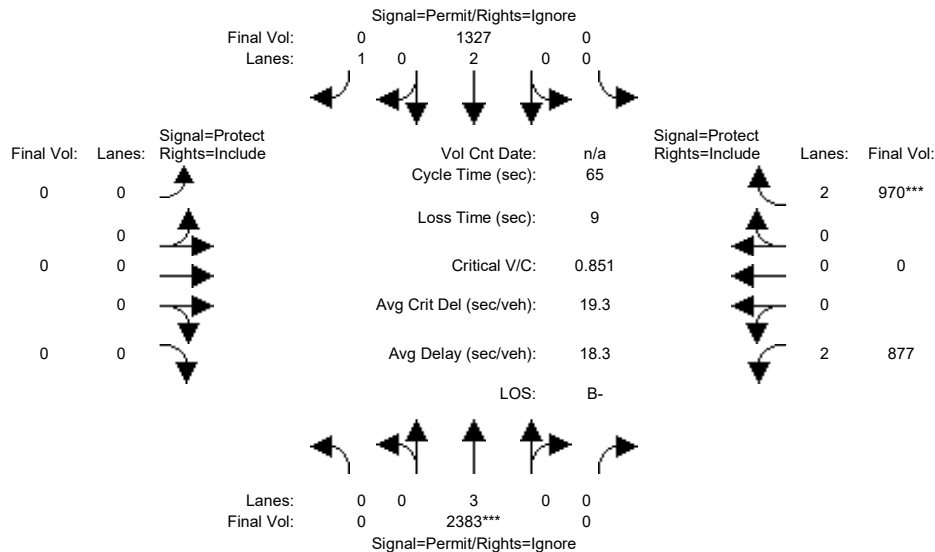 Signal=Permit/Rights=Ignore
Final Vol: 0 1327 0
Lanes: 1 0 2 0 0
Signal=Protect
Final Vol: Lanes: Rights=Include
Vol Cnt Date: n/a
Signal=Protect
Rights=Include Lanes: Final Vol:
Cycle Time (sec): 65
0 0
2 970***
Loss Time (sec): 9
0
0
0 0
Critical V/C: 0.851
0 0
0
Avg Crit Del (sec/veh): 19.3
0
0 0
Avg Delay (sec/veh): 18.3
2 877
LOS: B-
Lanes: 0 0 3 0 0
Final Vol: 0 2383*** 0
Signal=Permit/Rights=Ignore